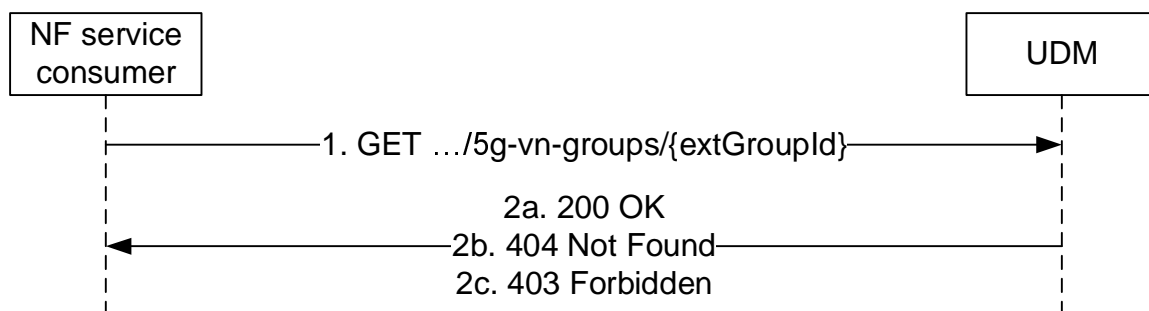 NF service
consumer
UDM
1. GET …/5g-vn-groups/{extGroupId}
2a. 200 OK
2b. 404 Not Found
2c. 403 Forbidden